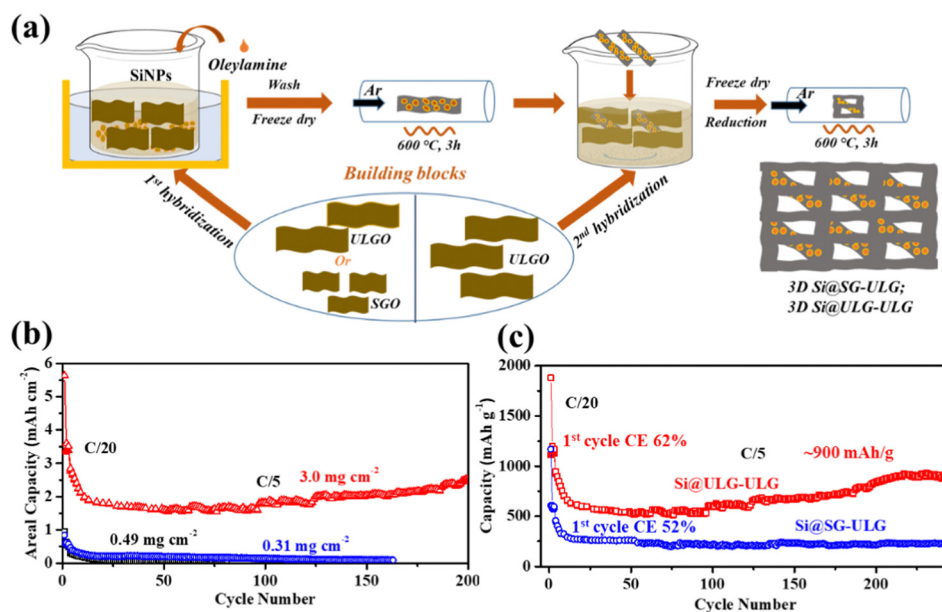 (a)
Oleylamine
SiNPs
Wash
Freeze dry
Ar
600 °C, 3h
Freeze dry
Reduction
Ar
600 °C, 3h
1st hybridization
Building blocks
2nd hybridization
ULGO
Or
SGO
ULGO
3D Si@SG-ULG;
3D Si@ULG-ULG
(b)
Areal Capacity (mAh cm-2)
6
5
4
3
2
1
0
C/20
C/5
3.0 mg cm-2
0.49 mg cm-2
0.31 mg cm-2
0 50 100 150 200
Cycle Number
(c)
Capacity (mAh g-1)
2000
1500
1000
500
0
C/20
1st cycle CE 62%
C/5
~900 mAh/g
Si@ULG-ULG
1st cycle CE 52%
Si@SG-ULG
0 50 100 150 200
Cycle Number